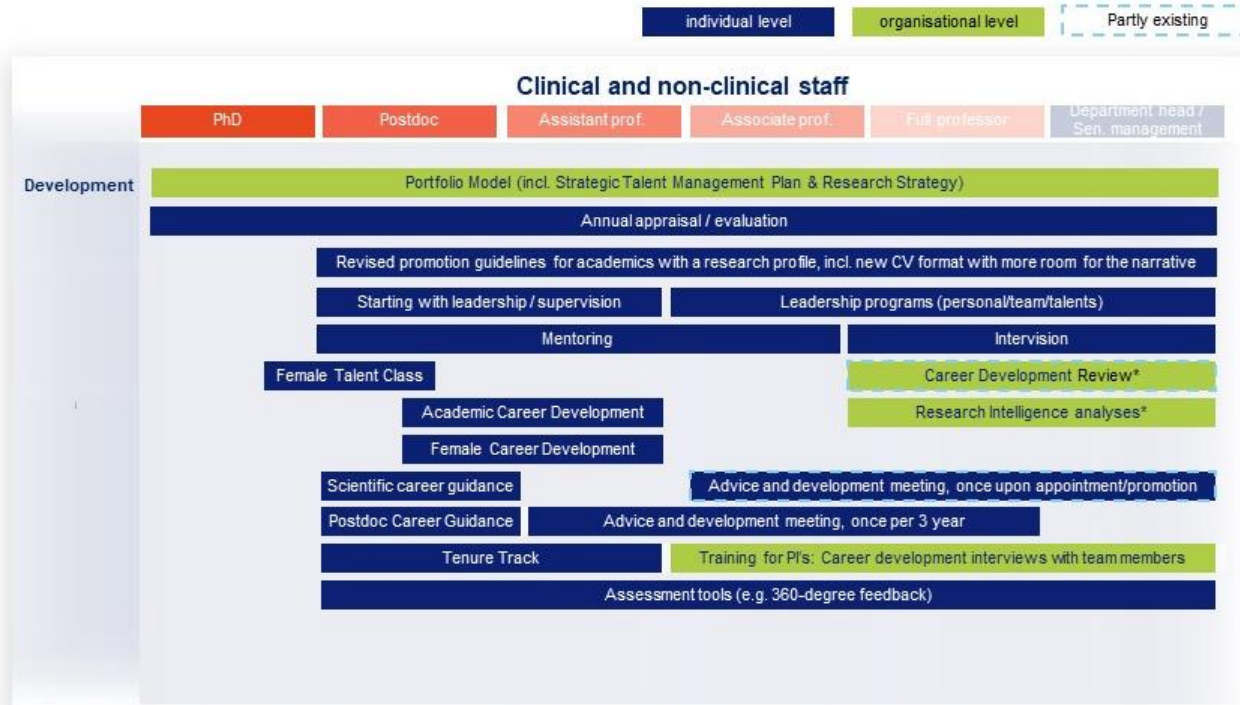 individual level
organisational level
Partly existing
Clinical and non-clinical staff
PhD
Postdoc
Assistant prof.
Associate prof.
Full professor
Department head /
Sen. management
Development
Portfolio Model (incl. Strategic Talent Management Plan & Research Strategy)
Annual appraisal / evaluation
Revised promotion guidelines for academics with a research profile, incl. new CV format with more room for the narrative
Starting with leadership / supervision
Leadership programs (personal/team/talents)
Mentoring
Intervision
Female Talent Class
Career Development Review*
Academic Career Development
Research Intelligence analyses*
Female Career Development
Scientific career guidance
Advice and development meeting, once upon appointment/promotion
Postdoc Career Guidance
Advice and development meeting, once per 3 year
Tenure Track
Training for PI's: Career development interviews with team members
Assessment tools (e.g. 360-degree feedback)